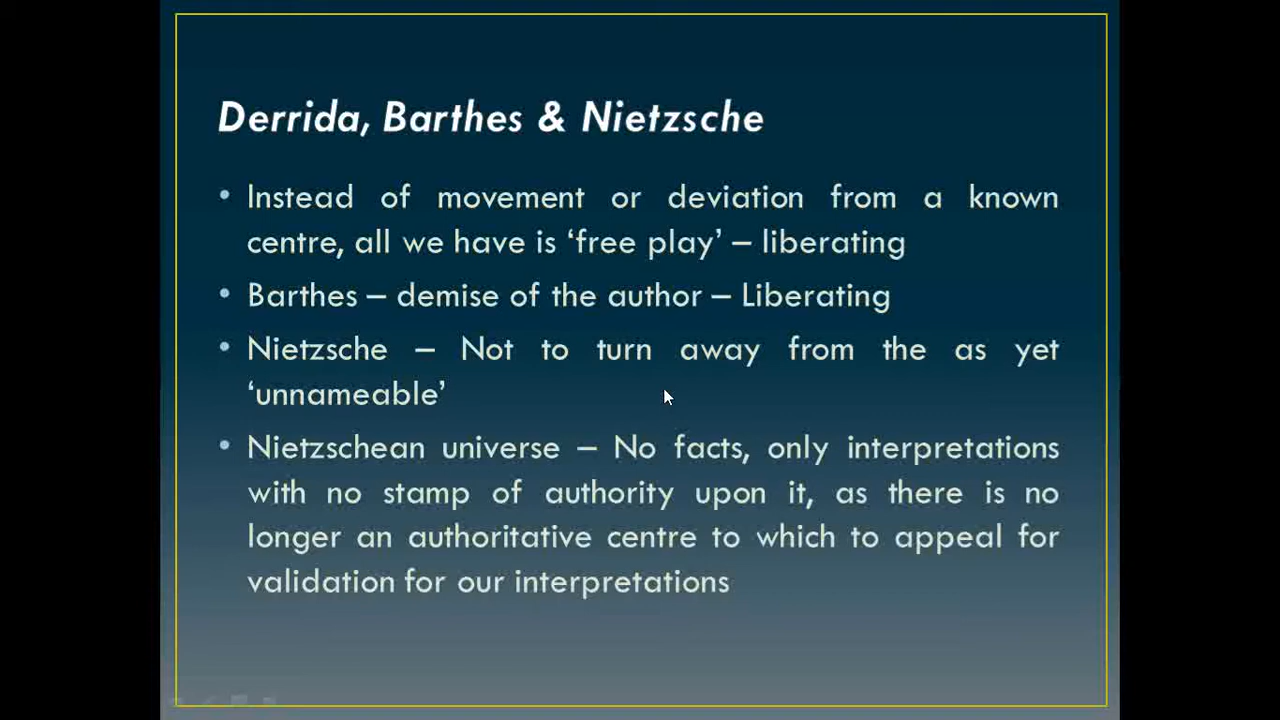 Derrida, Barthes & Nietzsche
• Instead of movement or deviation from a known
centre, all we have is ‘free play’ – liberating
• Barthes – demise of the author – Liberating
• Nietzsche – Not to turn away from the as yet
‘unnameable’
• Nietzschean universe – No facts, only interpretations
with no stamp of authority upon it, as there is no
longer an authoritative centre to which to appeal for
validation for our interpretations